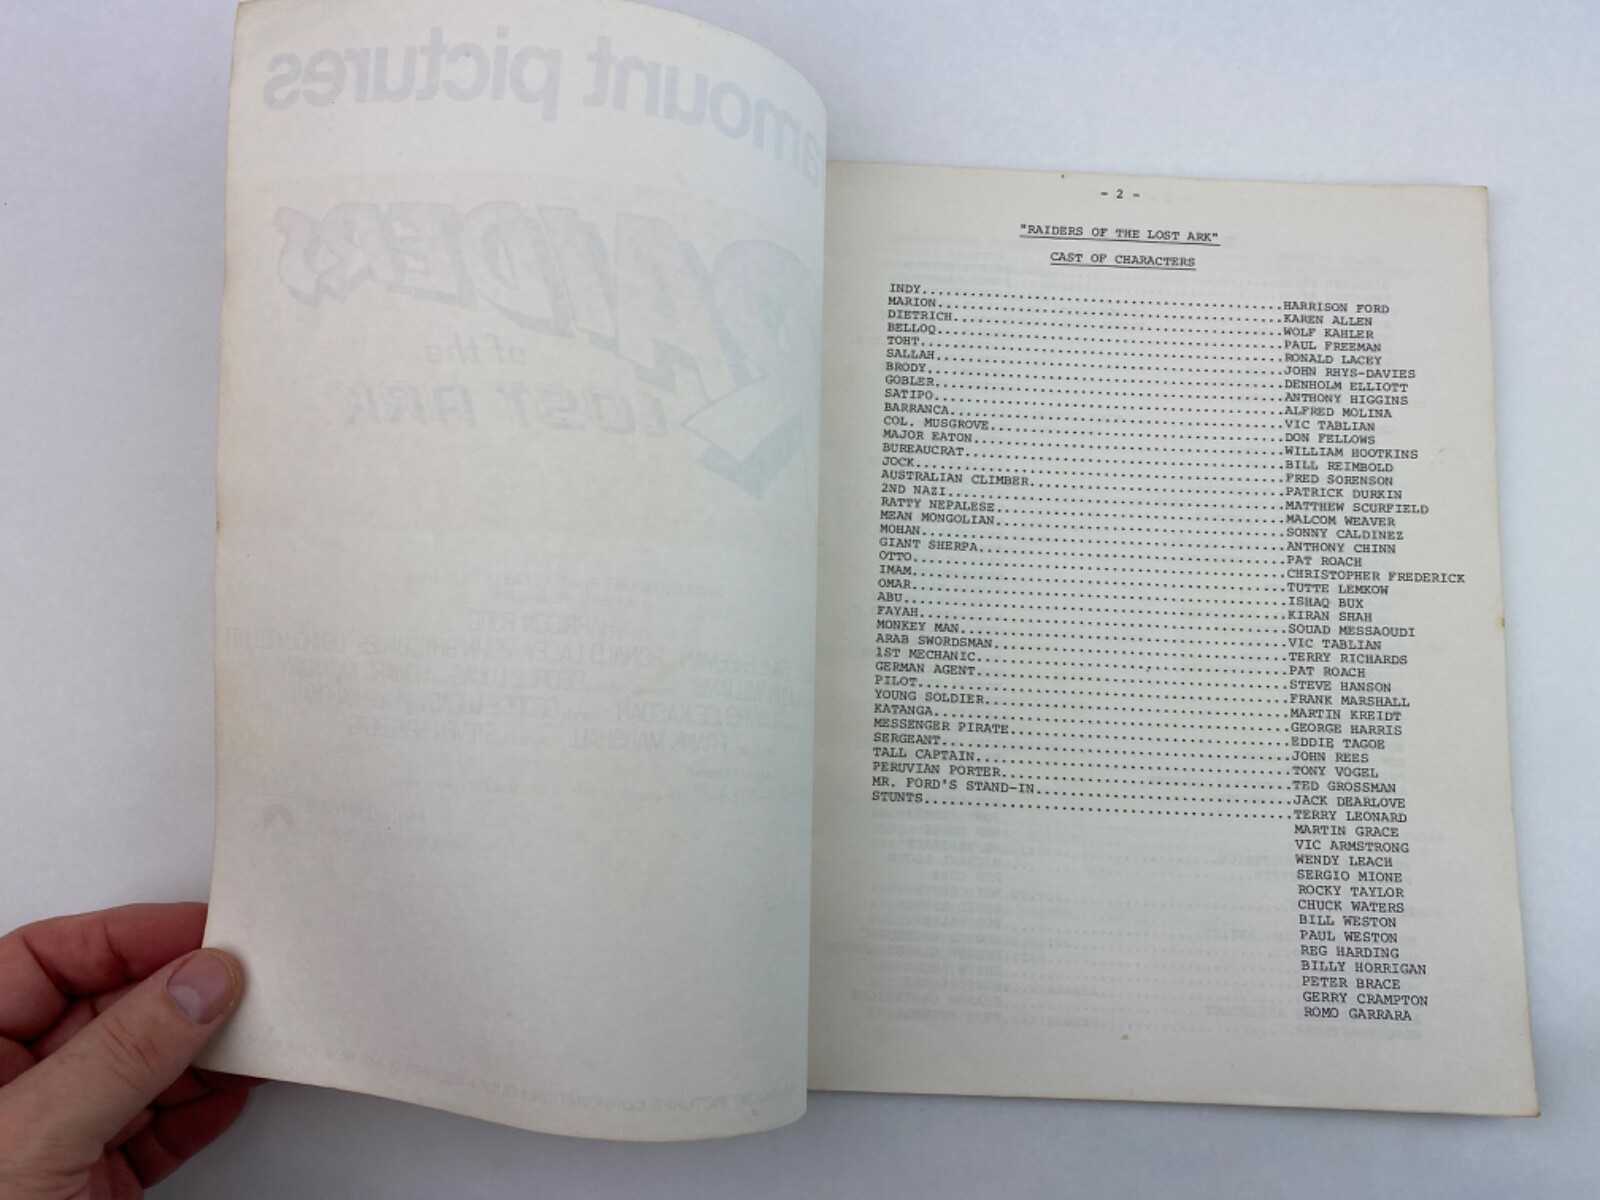 amount pictures
RAIDERS
of the
LOST ARK
- 2 -
"RAIDERS OF THE LOST ARK"
CAST OF CHARACTERS
INDY..........HARRISON FORD
MARION..........KAREN ALLEN
DIETRICH..........WOLF KAHLER
BELLOQ..........PAUL FREEMAN
TOHT..........RONALD LACEY
SALLAH..........JOHN RHYS-DAVIES
BRODY..........DENHOLM ELLIOTT
GOBLER..........ANTHONY HIGGINS
SATIPO..........ALFRED MOLINA
BARRANCA..........VIC TABLIAN
COL. MUSGROVE..........DON FELLOWS
MAJOR EATON..........WILLIAM HOOTKINS
BUREAUCRAT..........BILL REIMBOLD
JOCK..........FRED SORENSON
AUSTRALIAN CLIMBER..........PATRICK DURKIN
2ND NAZI..........MATTHEW SCURFIELD
RATTY NEPALESE..........MALCOM WEAVER
MEAN MONGOLIAN..........SONNY CALDINEZ
MOHAN..........ANTHONY CHINN
GIANT SHERPA..........PAT ROACH
OTTO..........CHRISTOPHER FREDERICK
IMAM..........TUTTE LEMKOW
OMAR..........ISHAQ BUX
ABU..........KIRAN SHAH
FAYAH..........SOUAD MESSAOUDI
MONKEY MAN..........VIC TABLIAN
ARAB SWORDSMAN..........TERRY RICHARDS
1ST MECHANIC..........PAT ROACH
GERMAN AGENT..........STEVE HANSON
PILOT..........FRANK MARSHALL
YOUNG SOLDIER..........MARTIN KREIDT
KATANGA..........GEORGE HARRIS
MESSENGER PIRATE..........EDDIE TAGOE
SERGEANT..........JOHN REES
TALL CAPTAIN..........TONY VOGEL
PERUVIAN PORTER..........TED GROSSMAN
MR. FORD'S STAND-IN..........JACK DEARLOVE
STUNTS..........TERRY LEONARD
MARTIN GRACE
VIC ARMSTRONG
WENDY LEACH
SERGIO MIONE
ROCKY TAYLOR
CHUCK WATERS
BILL WESTON
PAUL WESTON
REG HARDING
BILLY HORRIGAN
PETER BRACE
GERRY CRAMPTON
ROMO GARRARA